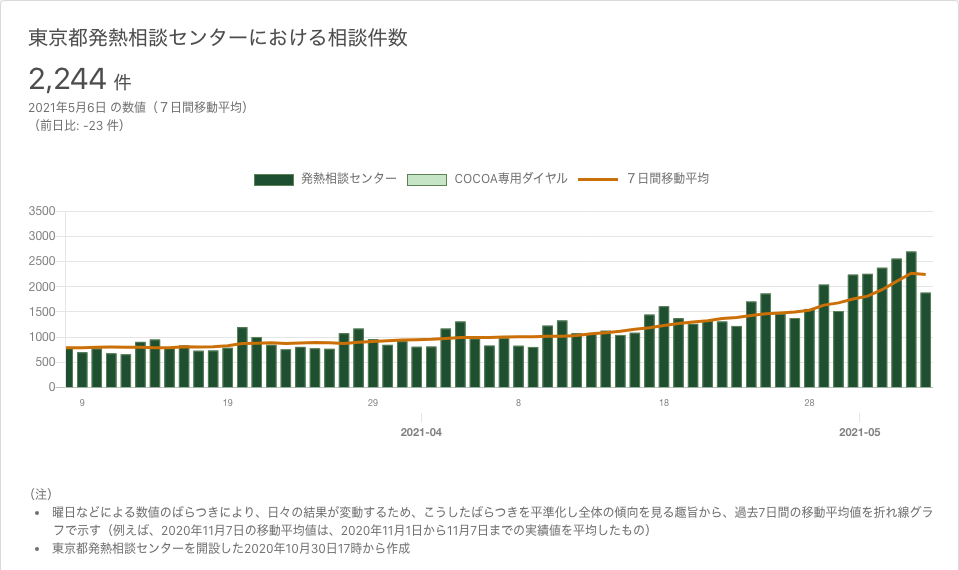 東京都発熱相談センターにおける相談件数
2,244 件
2021年5月6日 の数値（７日間移動平均）
（前日比: -23 件）
発熱相談センター COCOA専用ダイヤル ７日間移動平均
3500
3000
2500
2000
1500
1000
500
0
9 19 29 8 18 28
2021-04 2021-05
（注）
• 曜日などによる数値のばらつきにより、日々の結果が変動するため、こうしたばらつきを平準化し全体の傾向を見る趣旨から、過去7日間の移動平均値を折れ線グラ
フで示す（例えば、2020年11月7日の移動平均値は、2020年11月1日から11月7日までの実績値を平均したもの）
• 東京都発熱相談センターを開設した2020年10月30日17時から作成